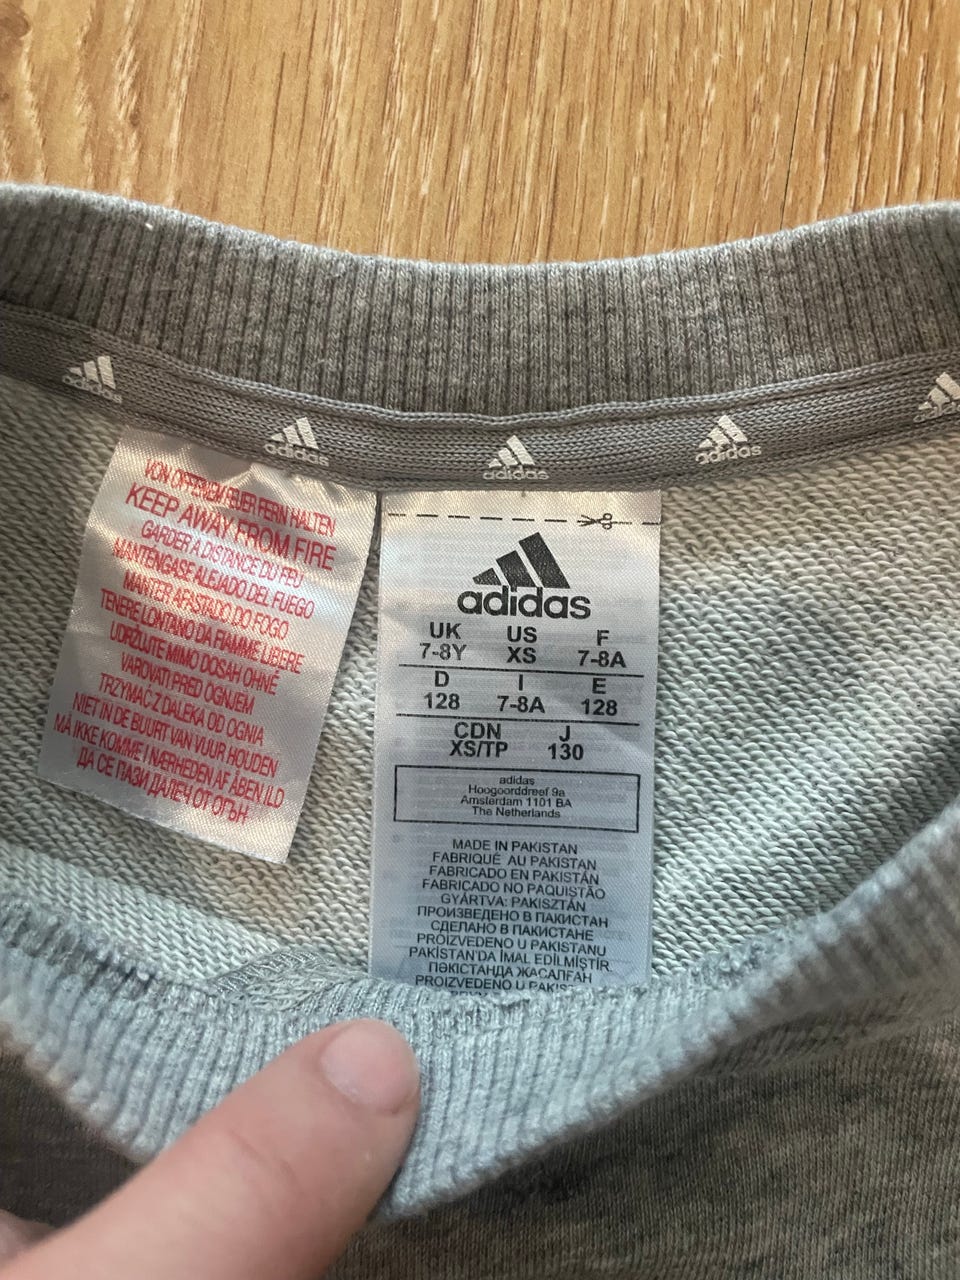 adidas
adidas
adidas
adidas
adidas
VON OFFENEM FEUER FERN HALTEN
KEEP AWAY FROM FIRE
GARDER A DISTANCE DU FEU
MANTÉNGASE ALEJADO DEL FUEGO
MANTER AFASTADO DO FOGO
TENERE LONTANO DA FIAMME LIBERE
UDRŽUJTE MIMO DOSAH OHNĚ
VAROVATI PRED OGNJEM
TRZYMAĆ Z DALEKA OD OGNIA
NIET IN DE BUURT VAN VUUR HOUDEN
MÅ IKKE KOMME I NÆRHEDEN AF ÅBEN ILD
ДА СЕ ПАЗИ ДАЛЕЧ ОТ ОГЪН
adidas
UK US F
7-8Y XS 7-8A
D I E
128 7-8A 128
CDN J
XS/TP 130
adidas
Hoogoorddreef 9a
Amsterdam 1101 BA
The Netherlands
MADE IN PAKISTAN
FABRIQUÉ AU PAKISTAN
FABRICADO EN PAKISTÁN
FABRICADO NO PAQUISTÃO
GYÁRTVA: PAKISZTÁN
ПРОИЗВЕДЕНО В ПАКИСТАН
СДЕЛАНО В ПАКИСТАНЕ
PROIZVEDENO U PAKISTANU
PAKİSTAN'DA İMAL EDİLMİŞTİR
ПӘКІСТАНДА ЖАСАЛҒАН
PROIZVEDENO U